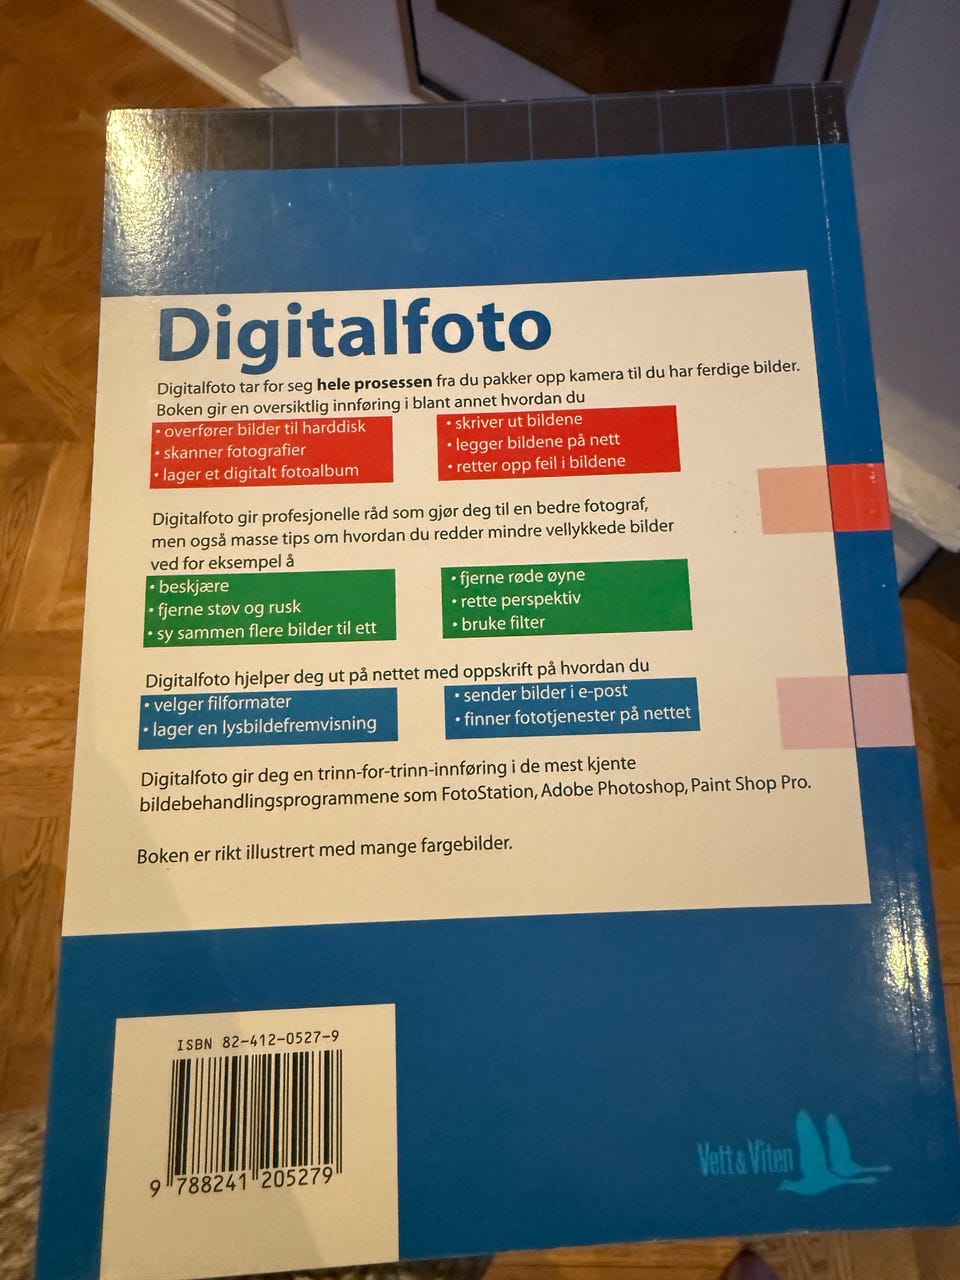 Digitalfoto
Digitalfoto tar for seg hele prosessen fra du pakker opp kamera til du har ferdige bilder.
Boken gir en oversiktlig innføring i blant annet hvordan du
• overfører bilder til harddisk
• skanner fotografier
• lager et digitalt fotoalbum
• skriver ut bildene
• legger bildene på nett
• retter opp feil i bildene
Digitalfoto gir profesjonelle råd som gjør deg til en bedre fotograf,
men også masse tips om hvordan du redder mindre vellykkede bilder
ved for eksempel å
• beskjære
• fjerne støv og rusk
• sy sammen flere bilder til ett
• fjerne røde øyne
• rette perspektiv
• bruke filter
Digitalfoto hjelper deg ut på nettet med oppskrift på hvordan du
• velger filformater
• lager en lysbildefremvisning
• sender bilder i e-post
• finner fototjenester på nettet
Digitalfoto gir deg en trinn-for-trinn-innføring i de mest kjente
bildebehandlingsprogrammene som FotoStation, Adobe Photoshop, Paint Shop Pro.
Boken er rikt illustrert med mange fargebilder.
ISBN 82-412-0527-9
9 788241 205279
Vett & Viten